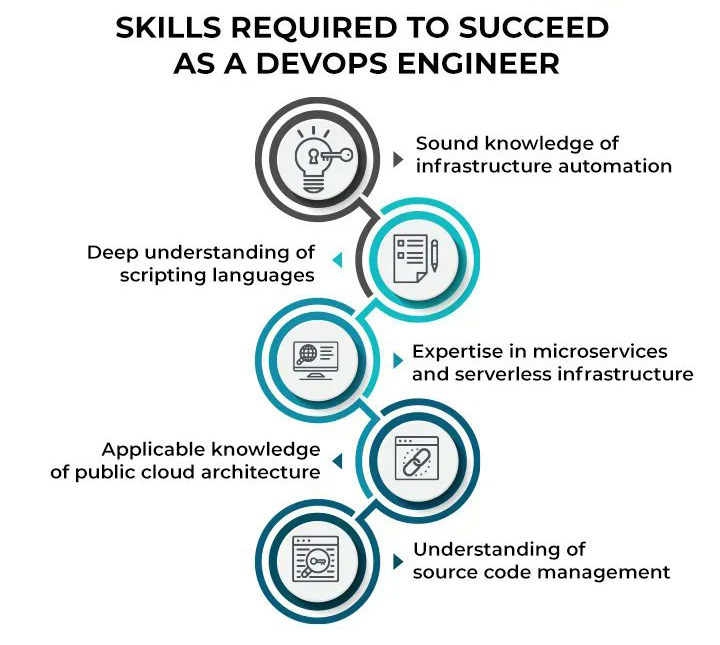 SKILLS REQUIRED TO SUCCEED
AS A DEVOPS ENGINEER
Sound knowledge of
infrastructure automation
Deep understanding of
scripting languages
Expertise in microservices
and serverless infrastructure
Applicable knowledge
of public cloud architecture
Understanding of
source code management